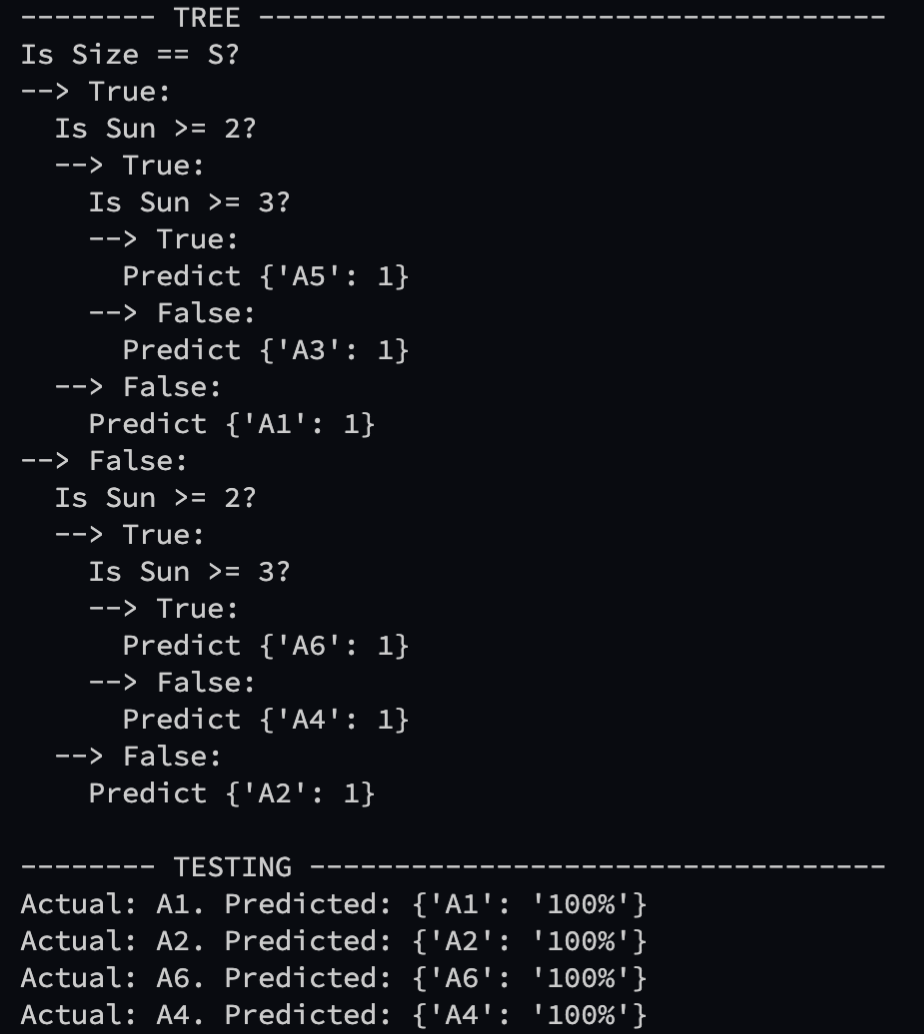 -------- TREE -------------------------------------
Is Size == S?
--> True:
  Is Sun >= 2?
  --> True:
    Is Sun >= 3?
    --> True:
      Predict {'A5': 1}
    --> False:
      Predict {'A3': 1}
  --> False:
    Predict {'A1': 1}
--> False:
  Is Sun >= 2?
  --> True:
    Is Sun >= 3?
    --> True:
      Predict {'A6': 1}
    --> False:
      Predict {'A4': 1}
  --> False:
    Predict {'A2': 1}
-------- TESTING ----------------------------------
Actual: A1. Predicted: {'A1': '100%'}
Actual: A2. Predicted: {'A2': '100%'}
Actual: A6. Predicted: {'A6': '100%'}
Actual: A4. Predicted: {'A4': '100%'}